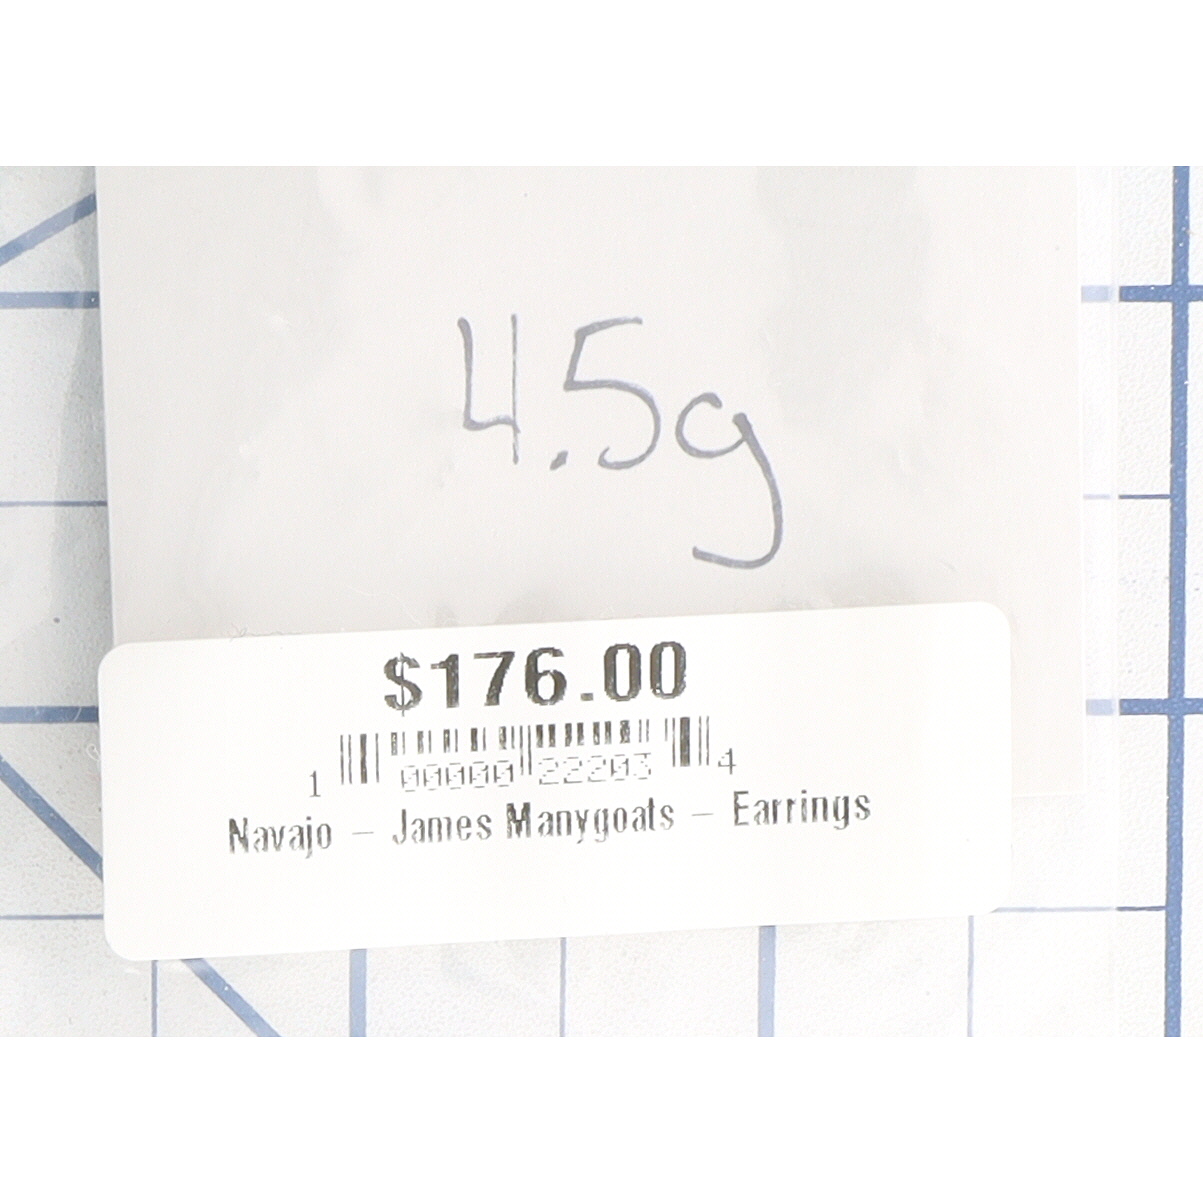 4.5g
$176.00
1 00000 22203 4
Navajo - James Manygoats - Earrings